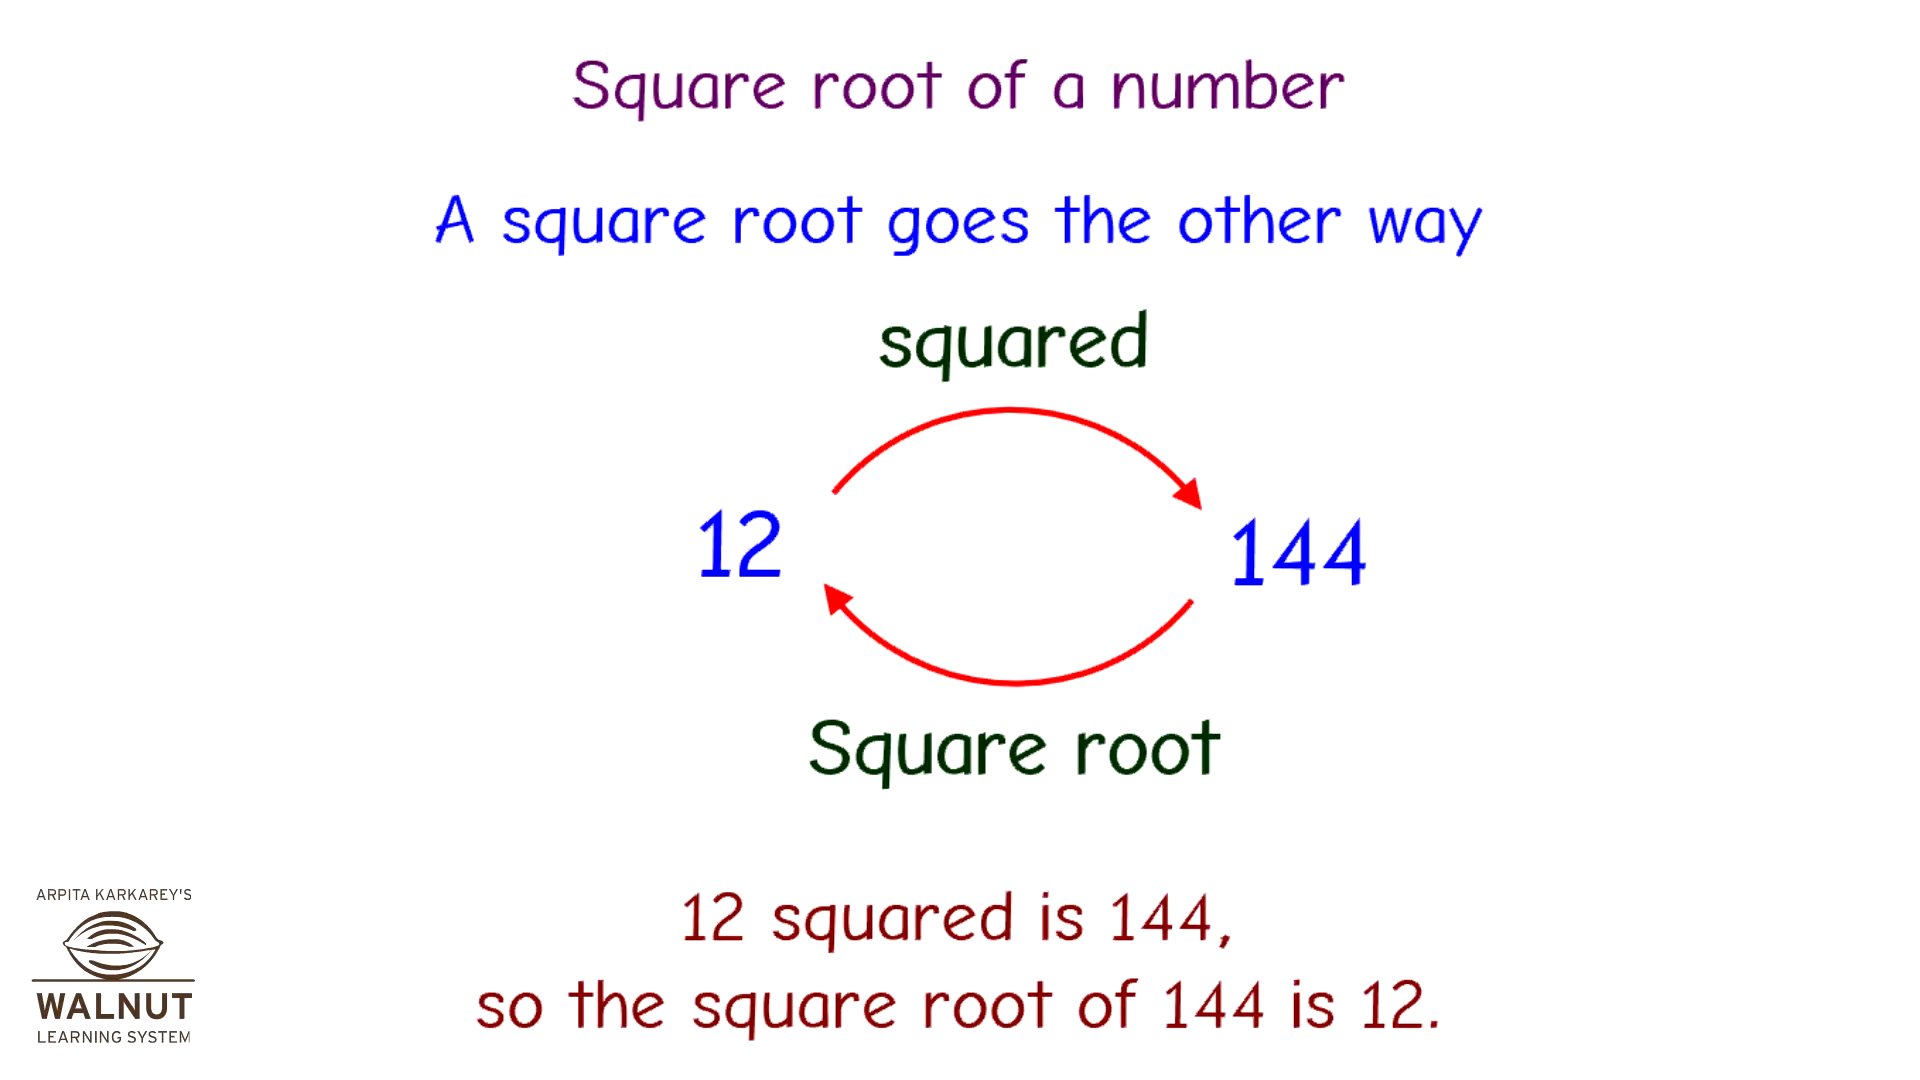 Square root of a number
A square root goes the other way
squared
12
144
Square root
12 squared is 144,
so the square root of 144 is 12.
ARPITA KARKAREY'S
WALNUT
LEARNING SYSTEM